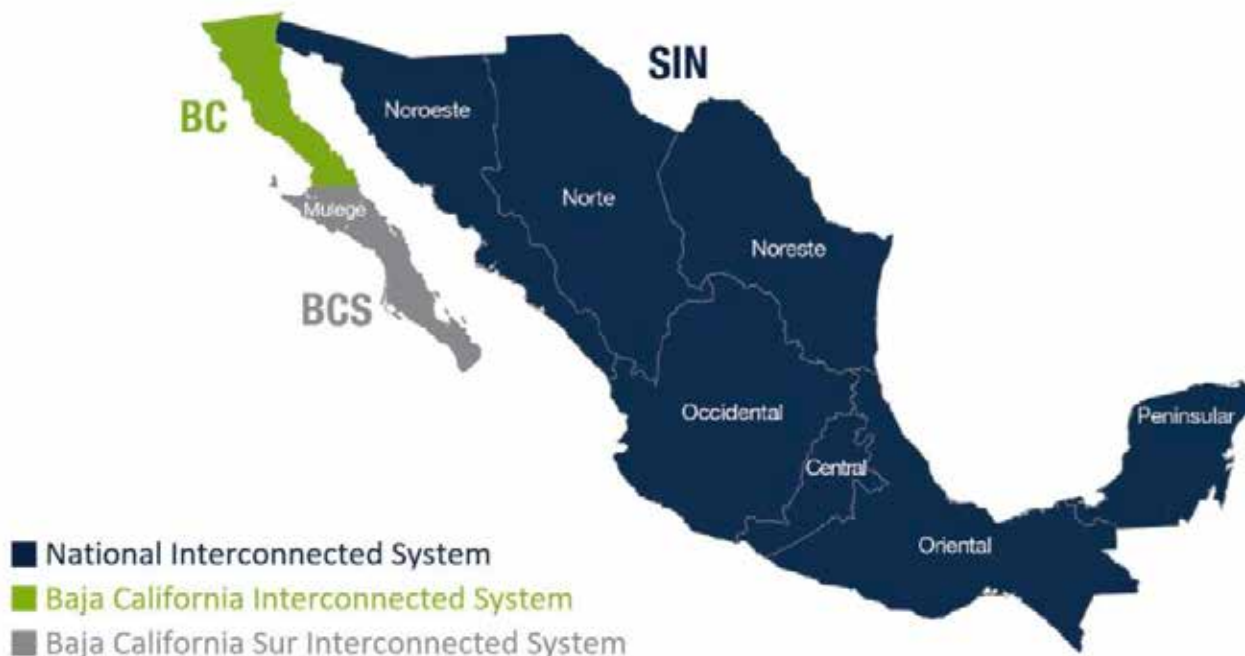 SIN
Noroeste
BC
Norte
Mulege
Noreste
BCS
Occidental
Peninsular
Central
Oriental
National Interconnected System
Baja California Interconnected System
Baja California Sur Interconnected System